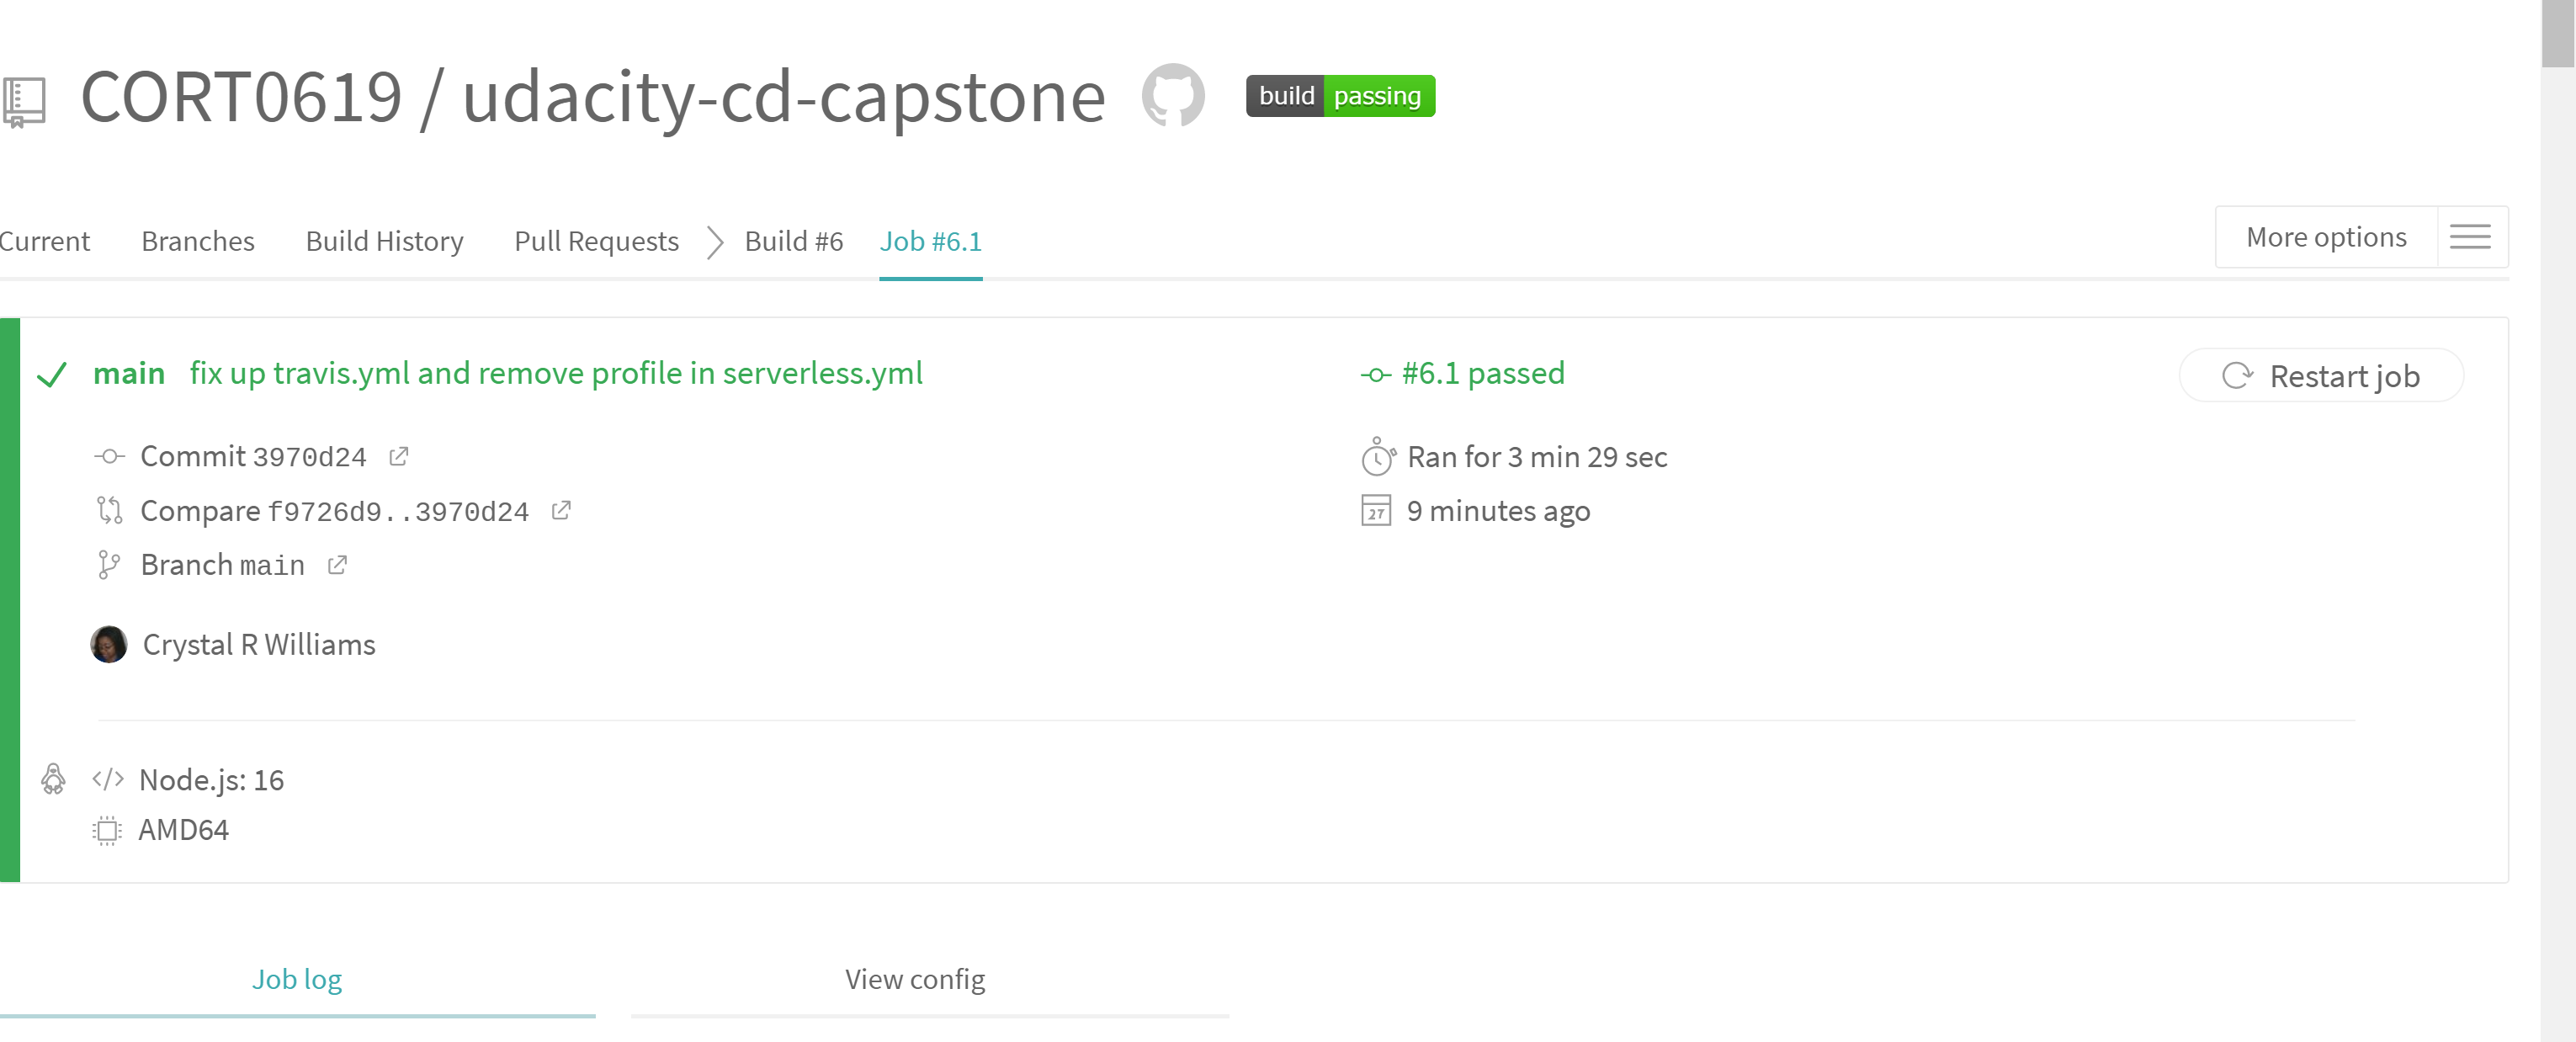 CORT0619 / udacity-cd-capstone build passing
Current Branches Build History Pull Requests Build #6 Job #6.1 More options
main fix up travis.yml and remove profile in serverless.yml
Commit 3970d24
Compare f9726d9..3970d24
Branch main
Crystal R Williams
#6.1 passed
Ran for 3 min 29 sec
27 9 minutes ago
Restart job
</> Node.js: 16
AMD64
Job log View config